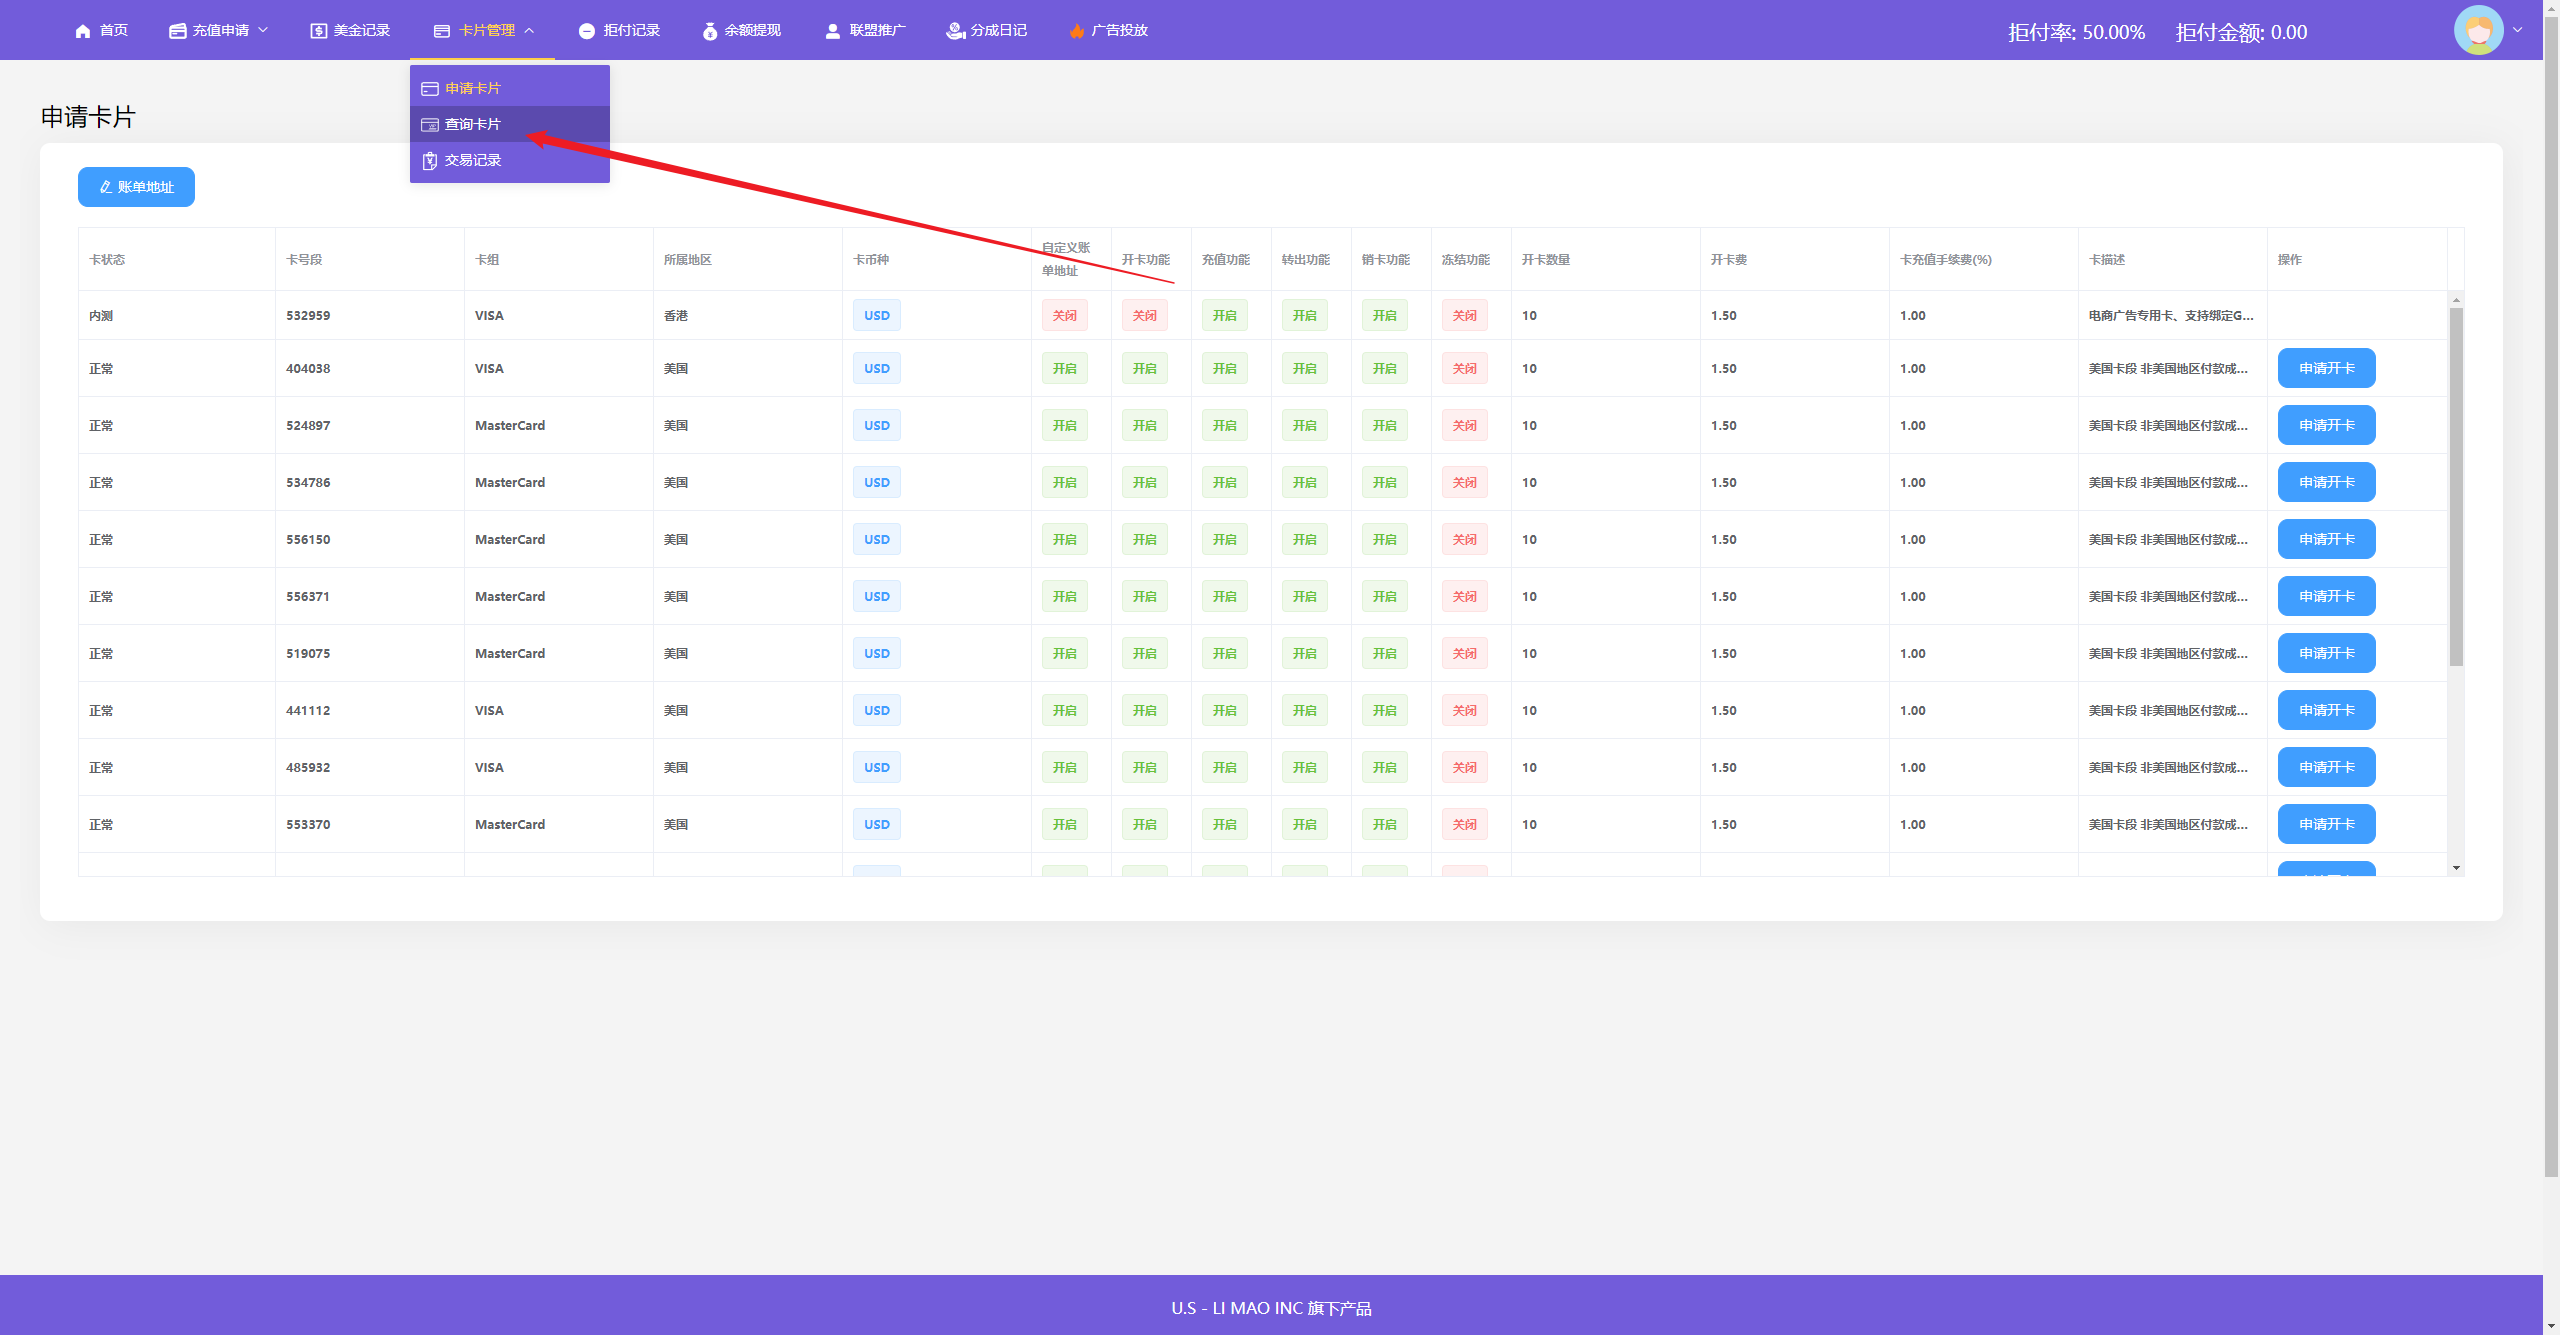 首页 充值申请 美金记录 卡片管理 拒付记录 余额提现 联盟推广 分成日记 广告投放 拒付率: 50.00% 拒付金额: 0.00
申请卡片
查询卡片
交易记录
申请卡片
账单地址
卡状态 卡号段 卡组 所属地区 卡币种 自定义账单地址 开卡功能 充值功能 转出功能 销卡功能 冻结功能 开卡数量 开卡费 卡充值手续费(%) 卡描述 操作
内测 532959 VISA 香港 USD 关闭 关闭 开启 开启 开启 关闭 10 1.50 1.00 电商广告专用卡、支持绑定G...
正常 404038 VISA 美国 USD 开启 开启 开启 开启 开启 关闭 10 1.50 1.00 美国卡段 非美国地区付款成... 申请开卡
正常 524897 MasterCard 美国 USD 开启 开启 开启 开启 开启 关闭 10 1.50 1.00 美国卡段 非美国地区付款成... 申请开卡
正常 534786 MasterCard 美国 USD 开启 开启 开启 开启 开启 关闭 10 1.50 1.00 美国卡段 非美国地区付款成... 申请开卡
正常 556150 MasterCard 美国 USD 开启 开启 开启 开启 开启 关闭 10 1.50 1.00 美国卡段 非美国地区付款成... 申请开卡
正常 556371 MasterCard 美国 USD 开启 开启 开启 开启 开启 关闭 10 1.50 1.00 美国卡段 非美国地区付款成... 申请开卡
正常 519075 MasterCard 美国 USD 开启 开启 开启 开启 开启 关闭 10 1.50 1.00 美国卡段 非美国地区付款成... 申请开卡
正常 441112 VISA 美国 USD 开启 开启 开启 开启 开启 关闭 10 1.50 1.00 美国卡段 非美国地区付款成... 申请开卡
正常 485932 VISA 美国 USD 开启 开启 开启 开启 开启 关闭 10 1.50 1.00 美国卡段 非美国地区付款成... 申请开卡
正常 553370 MasterCard 美国 USD 开启 开启 开启 开启 开启 关闭 10 1.50 1.00 美国卡段 非美国地区付款成... 申请开卡
U.S - LI MAO INC 旗下产品